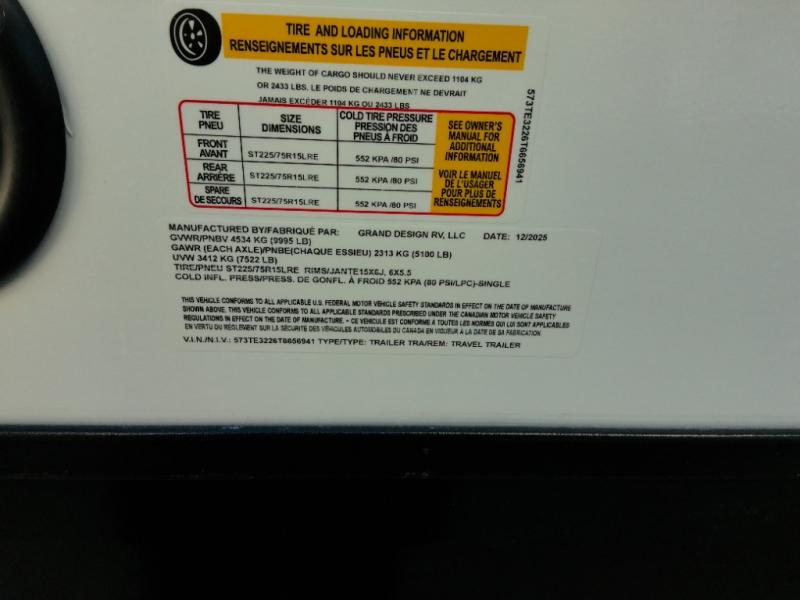 TIRE AND LOADING INFORMATION
RENSEIGNEMENTS SUR LES PNEUS ET LE CHARGEMENT
THE WEIGHT OF CARGO SHOULD NEVER EXCEED 1104 KG
OR 2433 LBS. LE POIDS DE CHARGEMENT NE DEVRAIT
JAMAIS EXCÉDER 1104 KG OU 2433 LBS
TIRE PNEU SIZE DIMENSIONS COLD TIRE PRESSURE PRESSION DES PNEUS À FROID
FRONT AVANT ST225/75R15LRE 552 KPA /80 PSI
REAR ARRIÈRE ST225/75R15LRE 552 KPA /80 PSI
SPARE DE SECOURS ST225/75R15LRE 552 KPA /80 PSI
SEE OWNER'S
MANUAL FOR
ADDITIONAL
INFORMATION
VOIR LE MANUEL
DE L'USAGER
POUR PLUS DE
RENSEIGNEMENTS
573TE3226T6656941
MANUFACTURED BY/FABRIQUÉ PAR: GRAND DESIGN RV, LLC DATE: 12/2025
GVWR/PNBV 4534 KG (9995 LB)
GAWR (EACH AXLE)/PNBE(CHAQUE ESSIEU) 2313 KG (5100 LB)
UVW 3412 KG (7522 LB)
TIRE/PNEU ST225/75R15LRE RIMS/JANTE15X6J, 6X5.5
COLD INFL. PRESS/PRESS. DE GONFL. À FROID 552 KPA (80 PSI/LPC)-SINGLE
THIS VEHICLE CONFORMS TO ALL APPLICABLE U.S. FEDERAL MOTOR VEHICLE SAFETY STANDARDS IN EFFECT ON THE DATE OF MANUFACTURE
SHOWN ABOVE. THIS VEHICLE CONFORMS TO ALL APPLICABLE STANDARDS PRESCRIBED UNDER THE CANADIAN MOTOR VEHICLE SAFETY
REGULATIONS IN EFFECT ON THE DATE OF MANUFACTURE. - CE VÉHICULE EST CONFORME À TOUTES LES NORMES QUI LUI SONT APPLICABLES
EN VERTU DU RÈGLEMENT SUR LA SÉCURITÉ DES VÉHICULES AUTOMOBILES DU CANADA EN VIGUEUR À LA DATE DE SA FABRICATION.
V.I.N./N.I.V.: 573TE3226T6656941 TYPE/TYPE: TRAILER TRA/REM: TRAVEL TRAILER